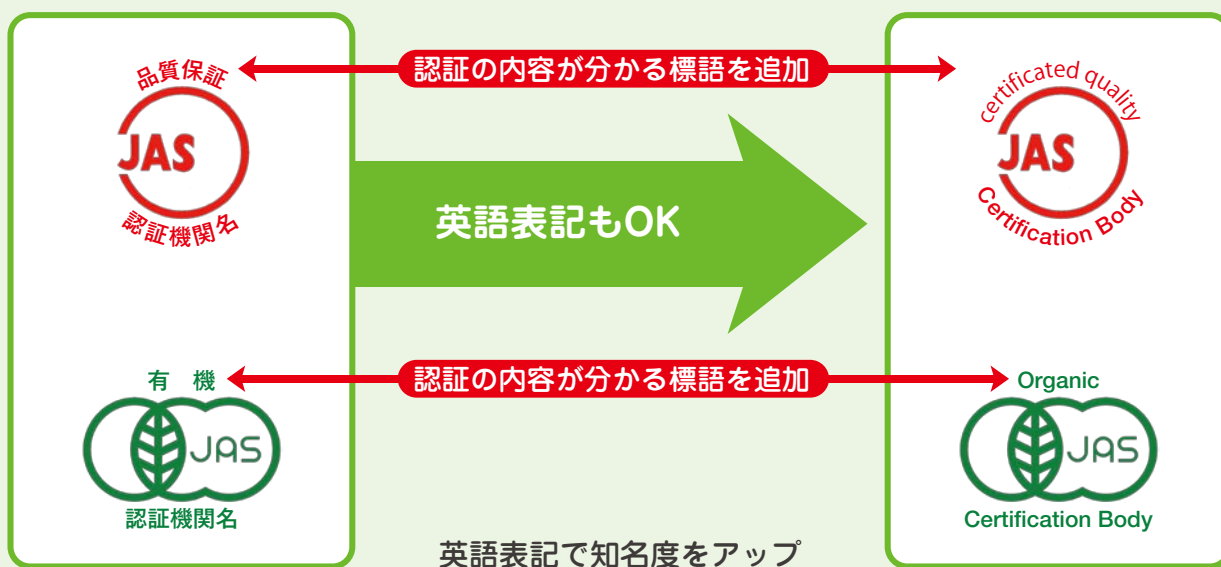 品質保証
JAS
認証機関名
認証の内容が分かる標語を追加
certificated quality
JAS
Certification Body
英語表記もOK
有 機
JAS
認証機関名
認証の内容が分かる標語を追加
Organic
JAS
Certification Body
英語表記で知名度をアップ